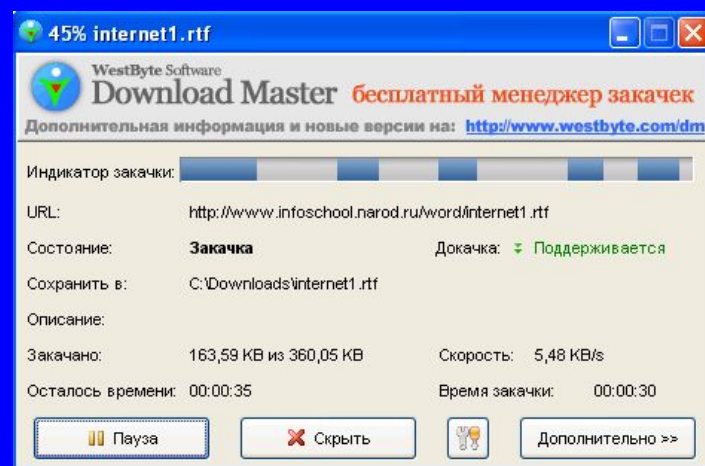 45% internet1.rtf
WestByte Software
Download Master бесплатный менеджер закачек
Дополнительная информация и новые версии на: http://www.westbyte.com/dm
Индикатор закачки:
URL: http://www.infoschool.narod.ru/word/internet1.rtf
Состояние: Закачка Докачка: Поддерживается
Сохранить в: C:\Downloads\internet1.rtf
Описание:
Закачано: 163,59 KB из 360,05 KB Скорость: 5,48 KB/s
Осталось времени: 00:00:35 Время закачки: 00:00:30
Пауза Скрыть Дополнительно >>